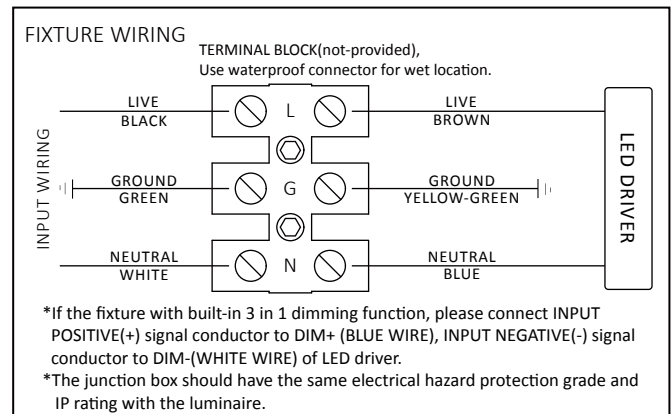 FIXTURE WIRING
TERMINAL BLOCK(not-provided),
Use waterproof connector for wet location.
INPUT WIRING
LIVE
BLACK
L
LIVE
BROWN
GROUND
GREEN
G
GROUND
YELLOW-GREEN
NEUTRAL
WHITE
N
NEUTRAL
BLUE
LED DRIVER
*If the fixture with built-in 3 in 1 dimming function, please connect INPUT
POSITIVE(+) signal conductor to DIM+ (BLUE WIRE), INPUT NEGATIVE(-) signal
conductor to DIM-(WHITE WIRE) of LED driver.
*The junction box should have the same electrical hazard protection grade and
IP rating with the luminaire.